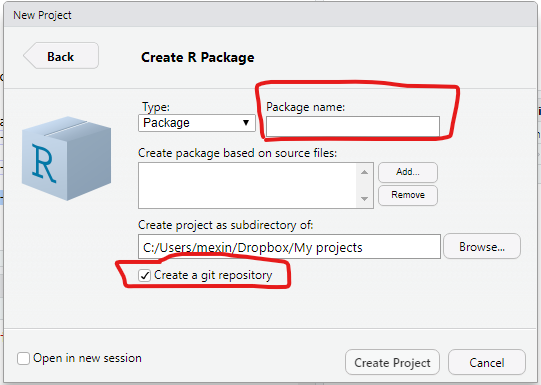 New Project
Back
Create R Package
Type:
Package name:
Package
R
Create package based on source files:
Add...
Remove
Create project as subdirectory of:
C:/Users/mexin/Dropbox/My projects
Browse...
Create a git repository
Open in new session
Create Project
Cancel